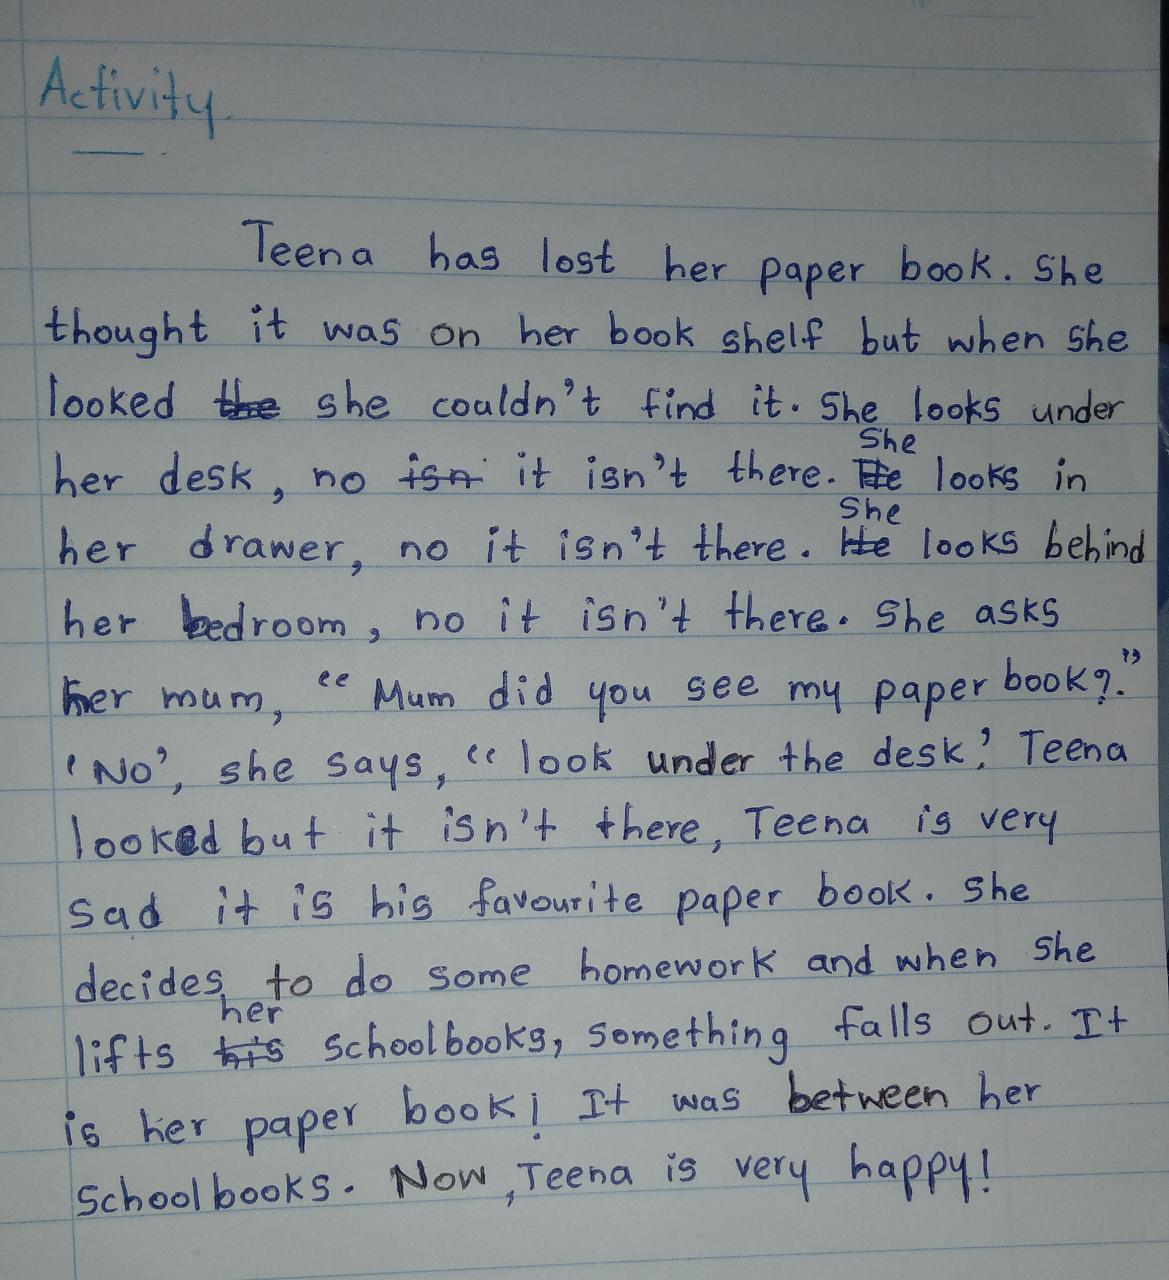 Activity
Teena has lost her paper book. She
thought it was on her book shelf but when she
looked the she couldn't find it. She looks under
her desk, no isn' it isn't there. He She looks in
her drawer, no it isn't there. He She looks behind
her bedroom, no it isn't there. She asks
her mum, “Mum did you see my paper book?.”
‘No’, she says, “look under the desk.’ Teena
looked but it isn't there, Teena is very
sad it is his favourite paper book. She
decides to do some homework and when she
lifts his her schoolbooks, something falls out. It
is her paper book! It was between her
schoolbooks. Now, Teena is very happy!